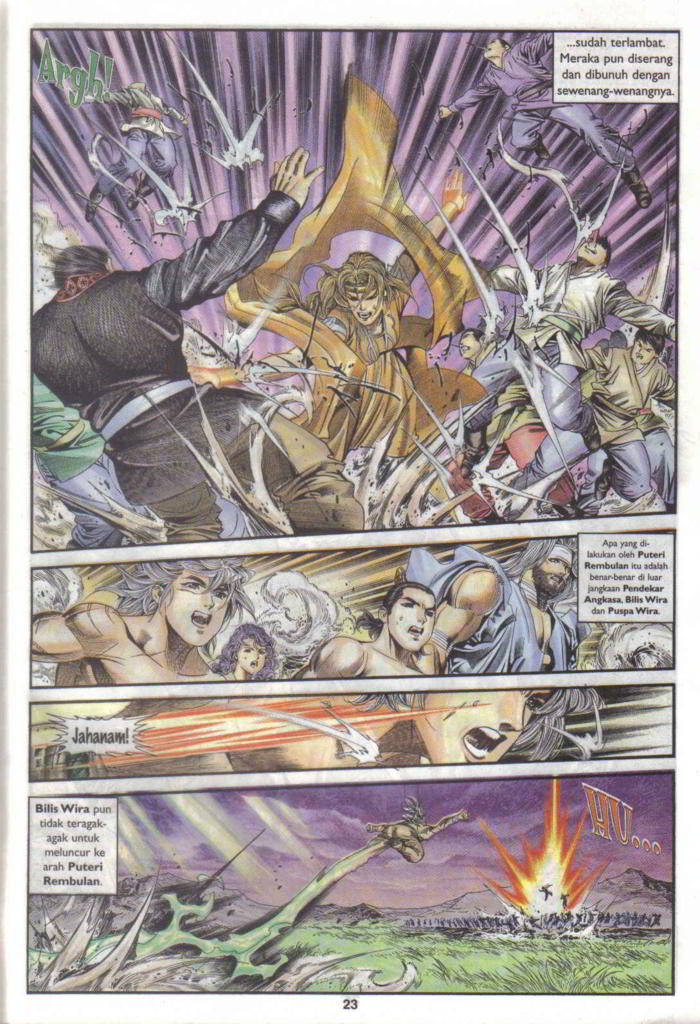 Argh!
...sudah terlambat.
Meraka pun diserang
dan dibunuh dengan
sewenang-wenangnya.
Apa yang di-
lakukan oleh Puteri
Rembulan itu adalah
benar-benar di luar
jangkaan Pendekar
Angkasa, Bilis Wira
dan Puspa Wira.
Jahanam!
Bilis Wira pun
tidak teragak-
agak untuk
meluncur ke
arah Puteri
Rembulan.
HU...
23